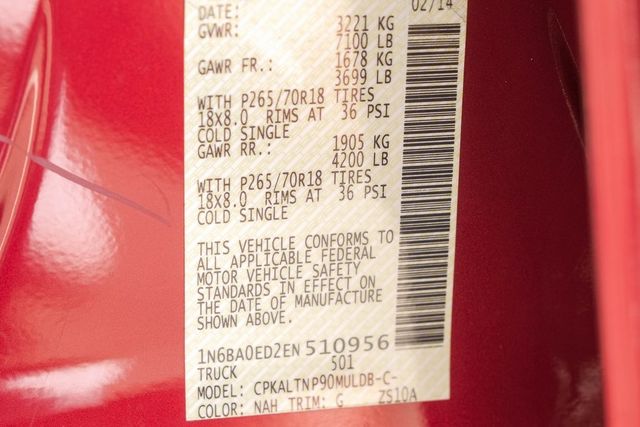 DATE: 02/14
GVWR: 3221 KG
7100 LB
GAWR FR.: 1678 KG
3699 LB
WITH P265/70R18 TIRES
18x8.0 RIMS AT 36 PSI
COLD SINGLE
GAWR RR.: 1905 KG
4200 LB
WITH P265/70R18 TIRES
18x8.0 RIMS AT 36 PSI
COLD SINGLE
THIS VEHICLE CONFORMS TO
ALL APPLICABLE FEDERAL
MOTOR VEHICLE SAFETY
STANDARDS IN EFFECT ON
THE DATE OF MANUFACTURE
SHOWN ABOVE.
1N6BA0ED2EN510956
TRUCK 501
MODEL: CPKALTNP90MULDB-C-
COLOR: NAH TRIM: G ZS10A